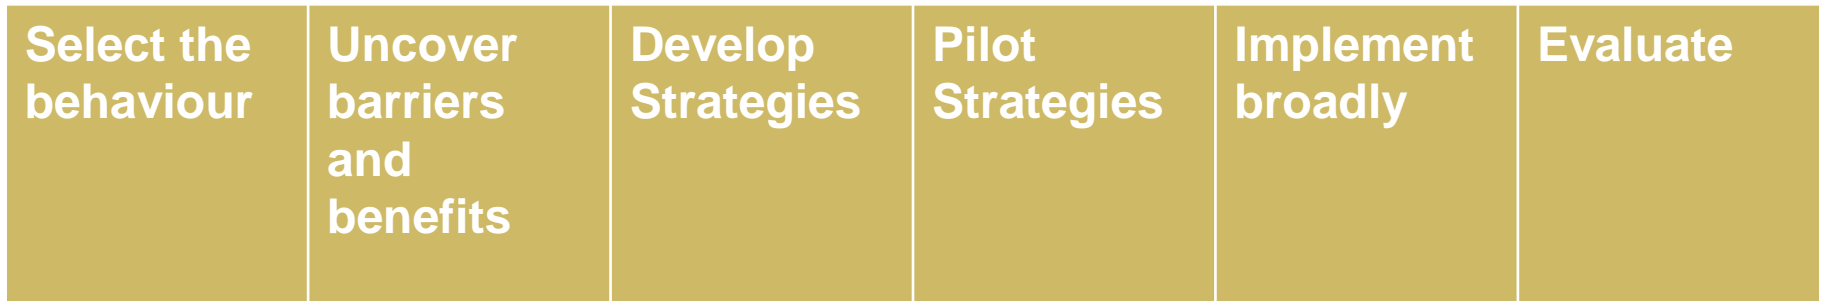 Select the
behaviour
Uncover
barriers
and
benefits
Develop
Strategies
Pilot
Strategies
Implement
broadly
Evaluate